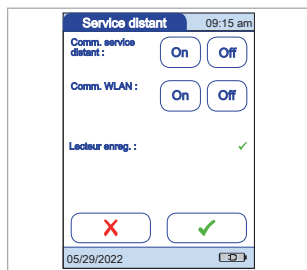 Service distant 09:15 am
Comm. service
distant :
On Off
Comm. WLAN :
On Off
Lecteur enreg. :
05/29/2022